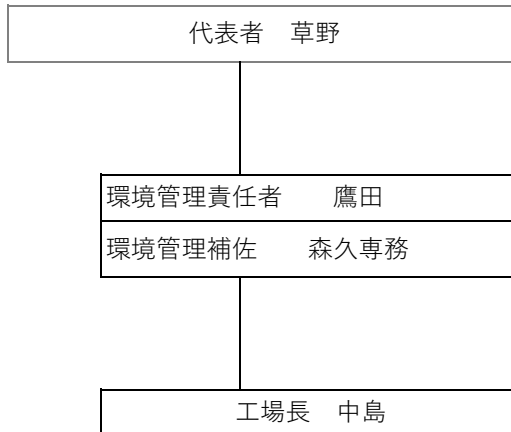 代表者　草野
環境管理責任者　　鷹田
環境管理補佐　　森久専務
工場長　中島